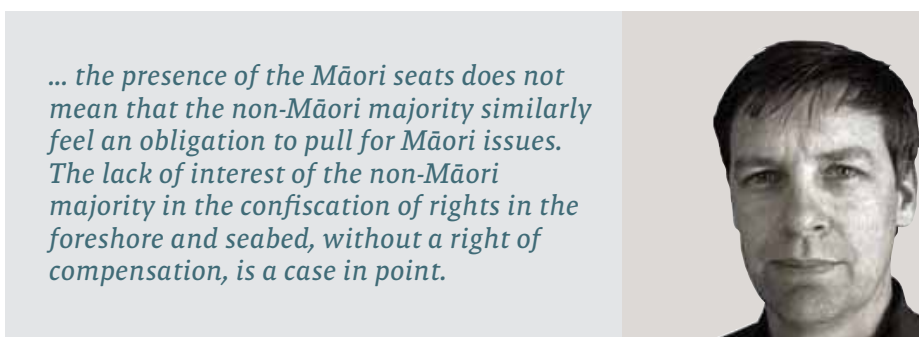 ... the presence of the Māori seats does not
mean that the non-Māori majority similarly
feel an obligation to pull for Māori issues.
The lack of interest of the non-Māori
majority in the confiscation of rights in the
foreshore and seabed, without a right of
compensation, is a case in point.